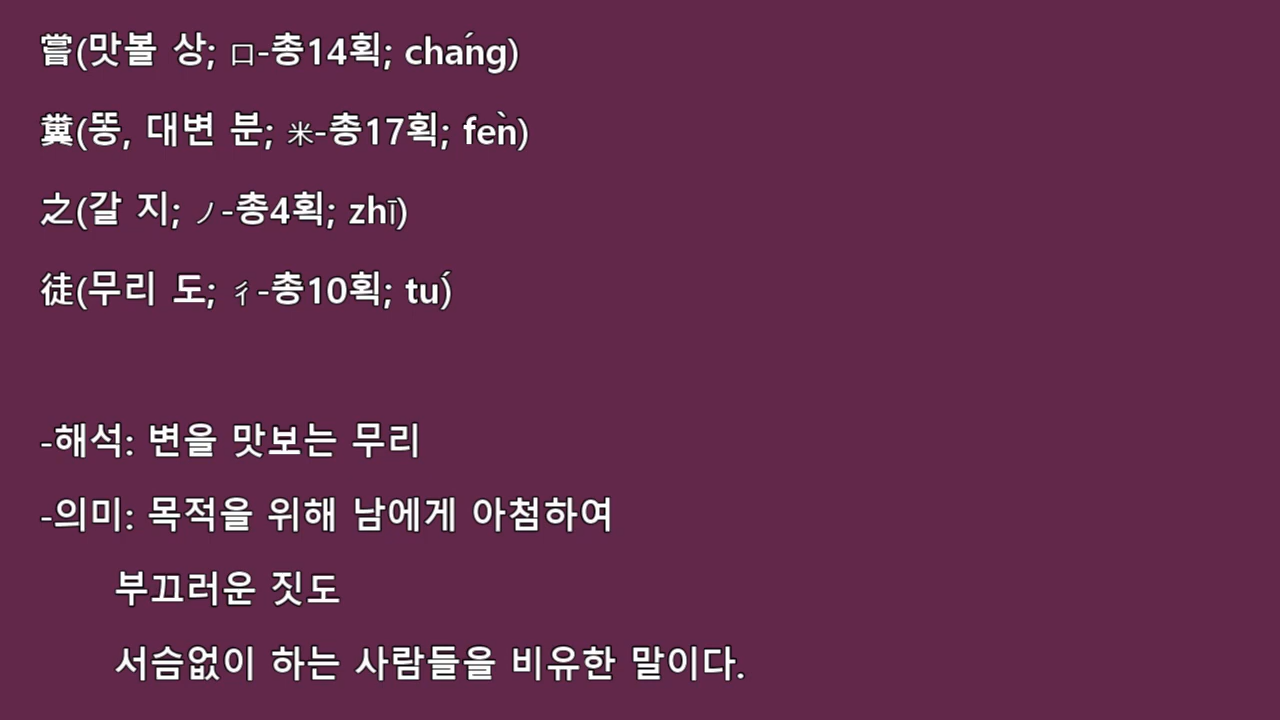 嘗(맛볼 상; 口-총14획; cháng)
糞(똥, 대변 분; 米-총17획; fèn)
之(갈 지; ノ-총4획; zhī)
徒(무리 도; 彳-총10획; tú)
-해석: 변을 맛보는 무리
-의미: 목적을 위해 남에게 아첨하여
부끄러운 짓도
서슴없이 하는 사람들을 비유한 말이다.